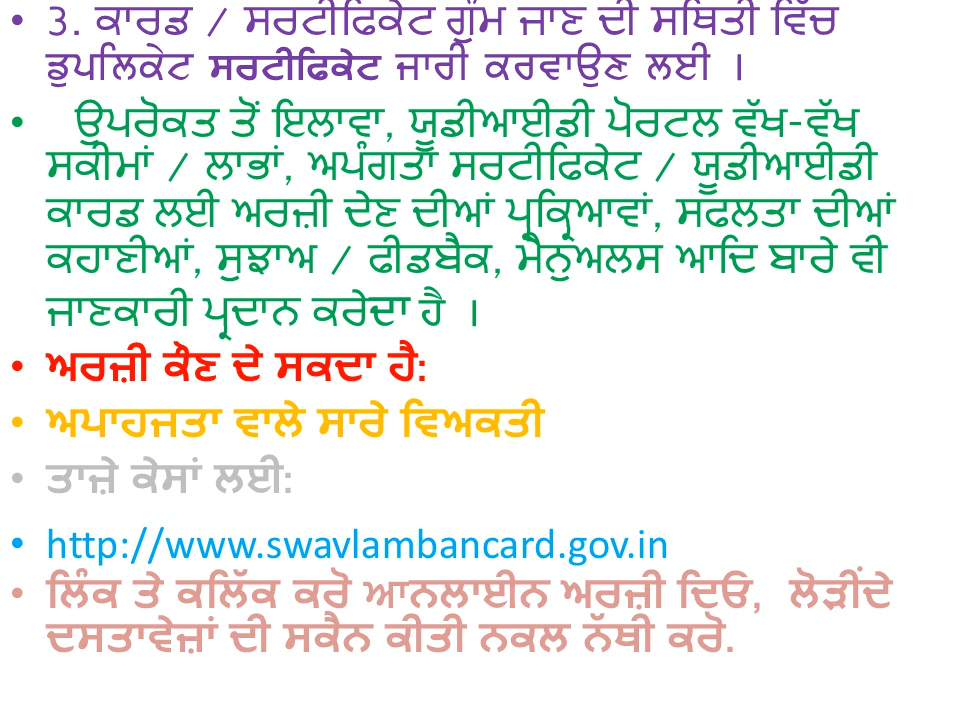 • 3. ਕਾਰਡ / ਸਰਟੀਫਿਕੇਟ ਗੁੰਮ ਜਾਣ ਦੀ ਸਥਿਤੀ ਵਿੱਚ
ਡੁਪਲਿਕੇਟ ਸਰਟੀਫਿਕੇਟ ਜਾਰੀ ਕਰਵਾਉਣ ਲਈ ।
• ਉਪਰੋਕਤ ਤੋਂ ਇਲਾਵਾ, ਯੂਡੀਆਈਡੀ ਪੋਰਟਲ ਵੱਖ-ਵੱਖ
ਸਕੀਮਾਂ / ਲਾਭਾਂ, ਅਪੰਗਤਾ ਸਰਟੀਫਿਕੇਟ / ਯੂਡੀਆਈਡੀ
ਕਾਰਡ ਲਈ ਅਰਜ਼ੀ ਦੇਣ ਦੀਆਂ ਪ੍ਰਕਿਰਿਆਵਾਂ, ਸਫਲਤਾ ਦੀਆਂ
ਕਹਾਣੀਆਂ, ਸੁਝਾਅ / ਫੀਡਬੈਕ, ਮੈਨੁਅਲਸ ਆਦਿ ਬਾਰੇ ਵੀ
ਜਾਣਕਾਰੀ ਪ੍ਰਦਾਨ ਕਰੇਦਾ ਹੈ ।
• ਅਰਜ਼ੀ ਕੌਣ ਦੇ ਸਕਦਾ ਹੈ:
• ਅਪਾਹਜਤਾ ਵਾਲੇ ਸਾਰੇ ਵਿਅਕਤੀ
• ਤਾਜ਼ੇ ਕੇਸਾਂ ਲਈ:
• http://www.swavlambancard.gov.in
• ਲਿੰਕ ਤੇ ਕਲਿੱਕ ਕਰੋ ਆਨਲਾਈਨ ਅਰਜ਼ੀ ਦਿਓ, ਲੋੜੀਂਦੇ
ਦਸਤਾਵੇਜ਼ਾਂ ਦੀ ਸਕੈਨ ਕੀਤੀ ਨਕਲ ਨੱਥੀ ਕਰੋ.